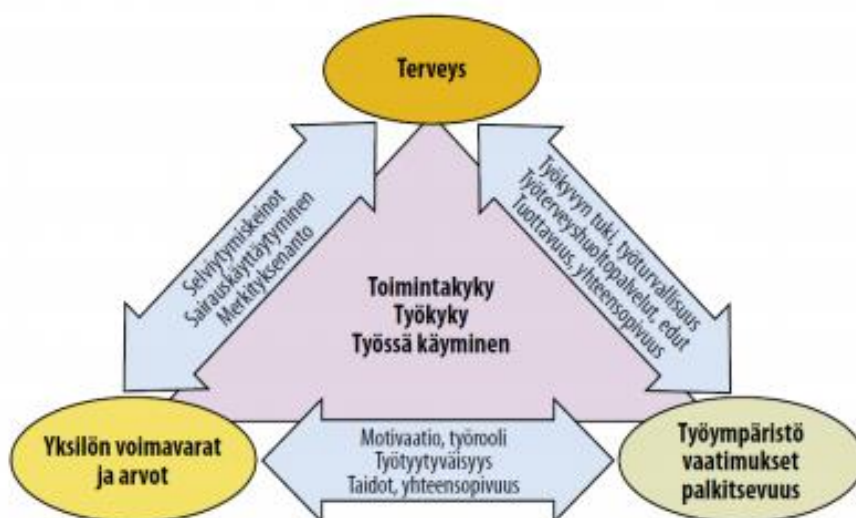 Terveys
Selviytymiskeinot
Sairauskäyttäytyminen
Merkityksenanto
Työkyvyn tuki, työturvallisuus
Työterveyshuoltopalvelut, edut
Tuottavuus, yhteensopivuus
Toimintakyky
Työkyky
Työssä käyminen
Yksilön voimavarat
ja arvot
Motivaatio, työrooli
Työtyytyväisyys
Taidot, yhteensopivuus
Työympäristö
vaatimukset
palkitsevuus